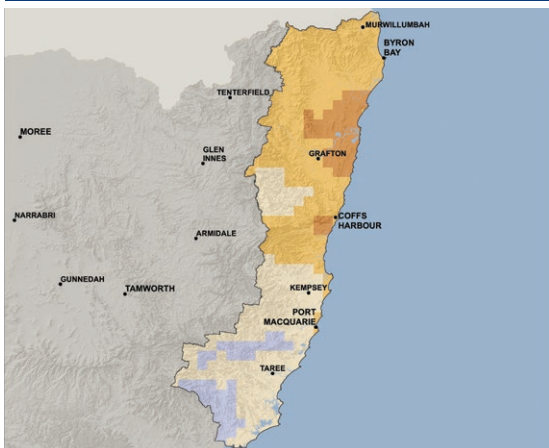 MURWILLUMBAH
BYRON
BAY
TENTERFIELD
MOREE
GLEN
INNES
GRAFTON
NARRABRI
COFFS
HARBOUR
ARMIDALE
GUNNEDAH
TAMWORTH
KEMPSEY
PORT
MACQUARIE
TAREE